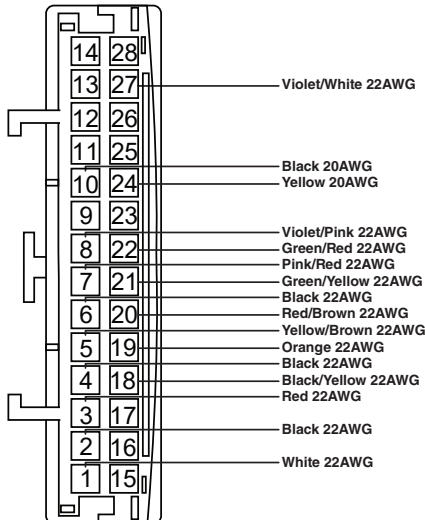 14 28
13 27 Violet/White 22AWG
12 26
11 25
Black 20AWG
10 24 Yellow 20AWG
9 23
Violet/Pink 22AWG
8 22 Green/Red 22AWG
Pink/Red 22AWG
7 21 Green/Yellow 22AWG
Black 22AWG
6 20 Red/Brown 22AWG
Yellow/Brown 22AWG
5 19 Orange 22AWG
Black 22AWG
4 18 Black/Yellow 22AWG
Red 22AWG
3 17
Black 22AWG
2 16
White 22AWG
1 15